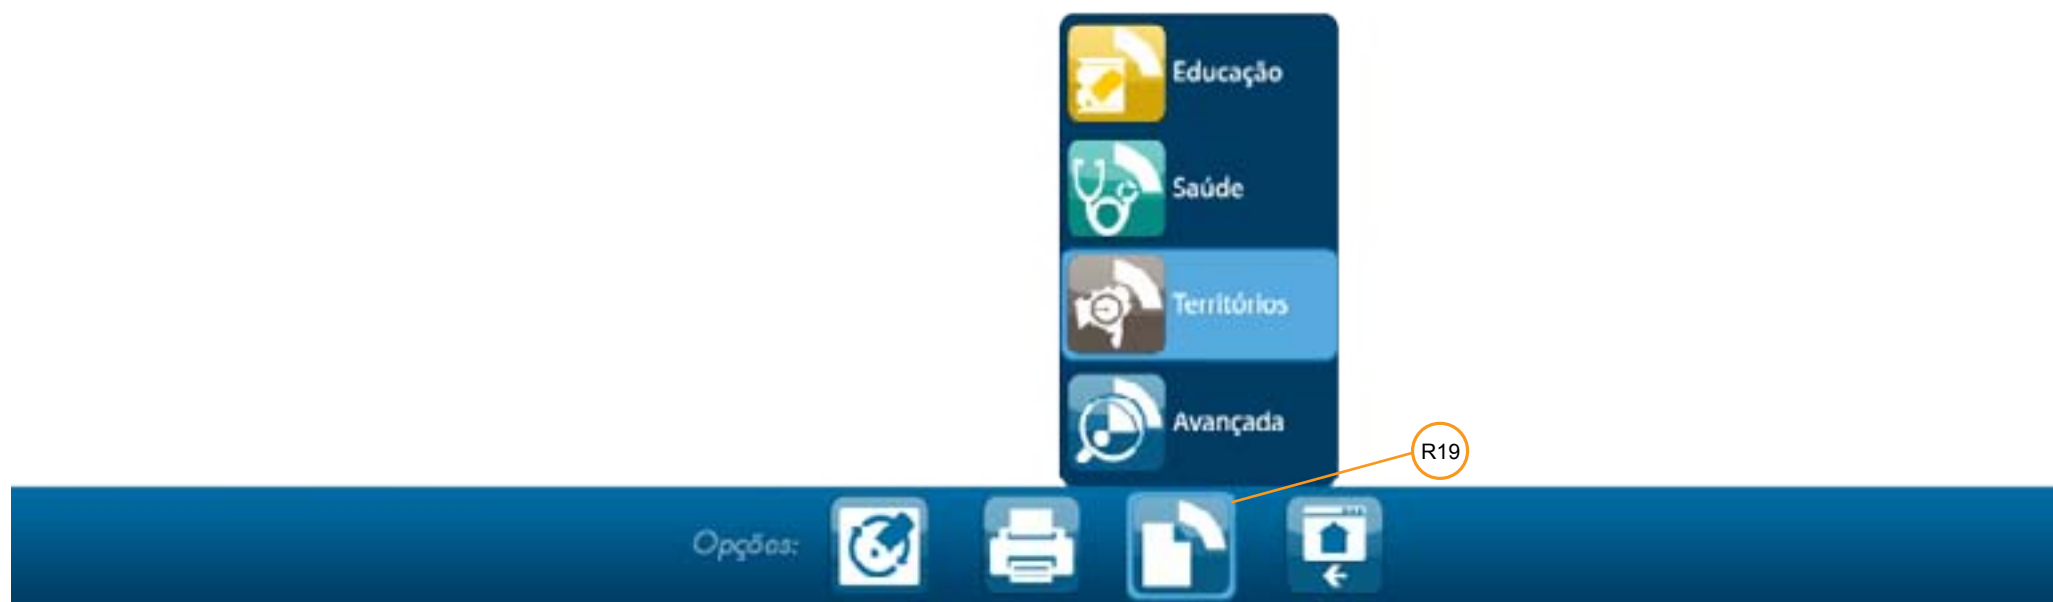 Educação
Saúde
Territórios
Avançada
R19
Opções: